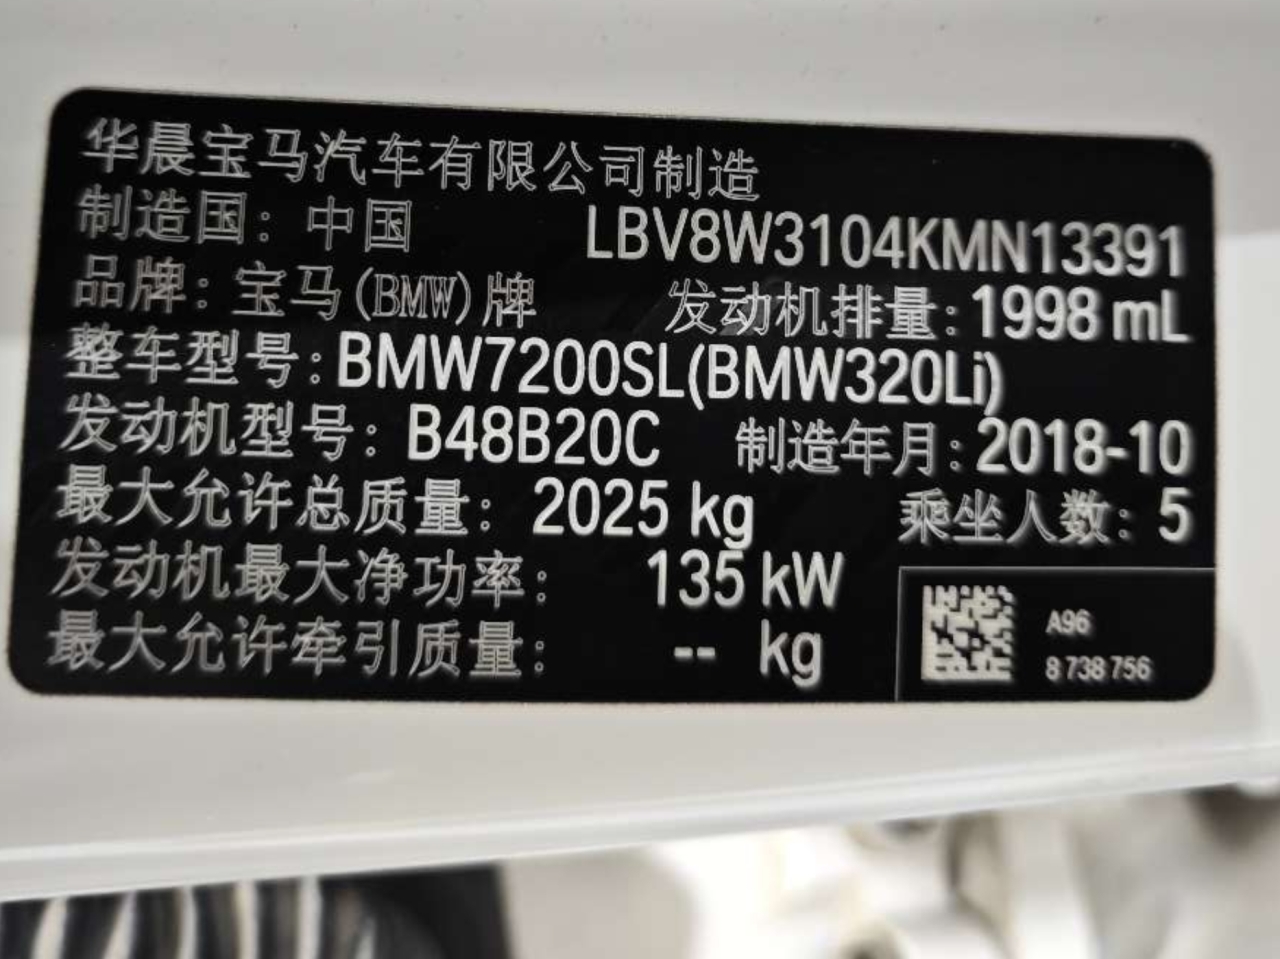 华晨宝马汽车有限公司制造
制造国：中国 LBV8W3104KMN13391
品牌：宝马(BMW)牌 发动机排量：1998 mL
整车型号：BMW7200SL(BMW320Li)
发动机型号：B48B20C 制造年月：2018-10
最大允许总质量：2025 kg 乘坐人数：5
发动机最大净功率：135 kW
最大允许牵引质量：-- kg
A96
8 738 756